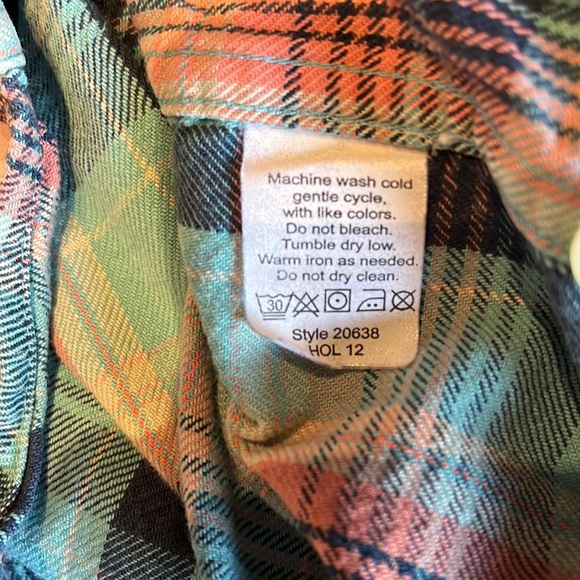 Machine wash cold
gentle cycle,
with like colors.
Do not bleach.
Tumble dry low.
Warm iron as needed.
Do not dry clean.
30
Style 20638
HOL 12